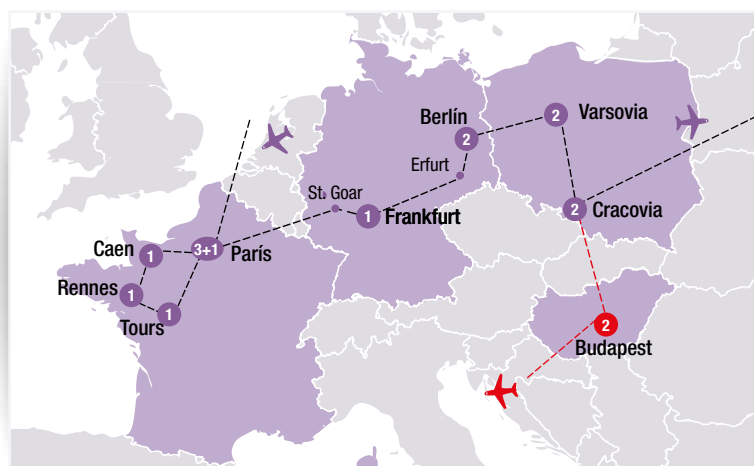 Berlín
2
2
Varsovia
Erfurt
St. Goar
1
Frankfurt
2
Cracovia
Caen
1
3+1
París
Rennes
1
1
Tours
2
Budapest